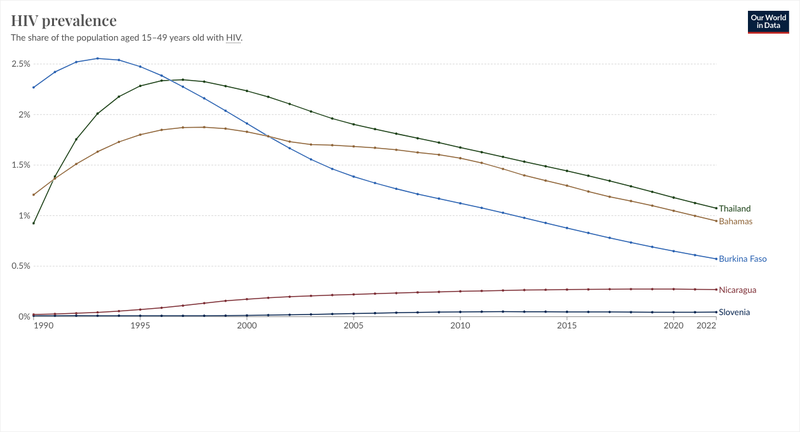 HIV prevalence
Our World
in Data
The share of the population aged 15–49 years old with HIV.
2.5%
2%
1.5%
1%
0.5%
0%
Thailand
Bahamas
Burkina Faso
Nicaragua
Slovenia
1990
1995
2000
2005
2010
2015
2020
2022